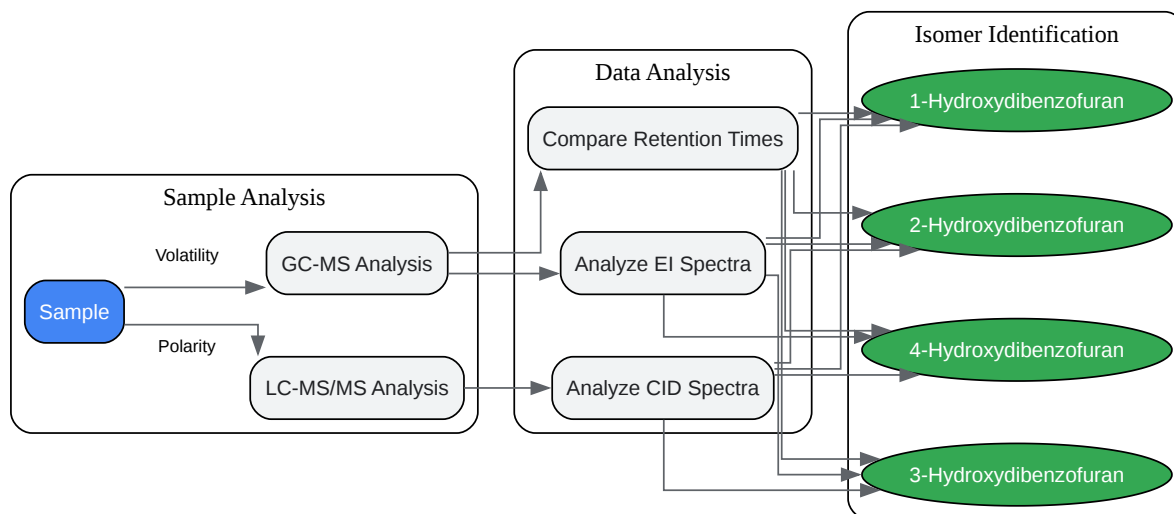 Sample Analysis
Sample
Volatility
Polarity
GC-MS Analysis
LC-MS/MS Analysis
Data Analysis
Compare Retention Times
Analyze EI Spectra
Analyze CID Spectra
Isomer Identification
1-Hydroxydibenzofuran
2-Hydroxydibenzofuran
4-Hydroxydibenzofuran
3-Hydroxydibenzofuran